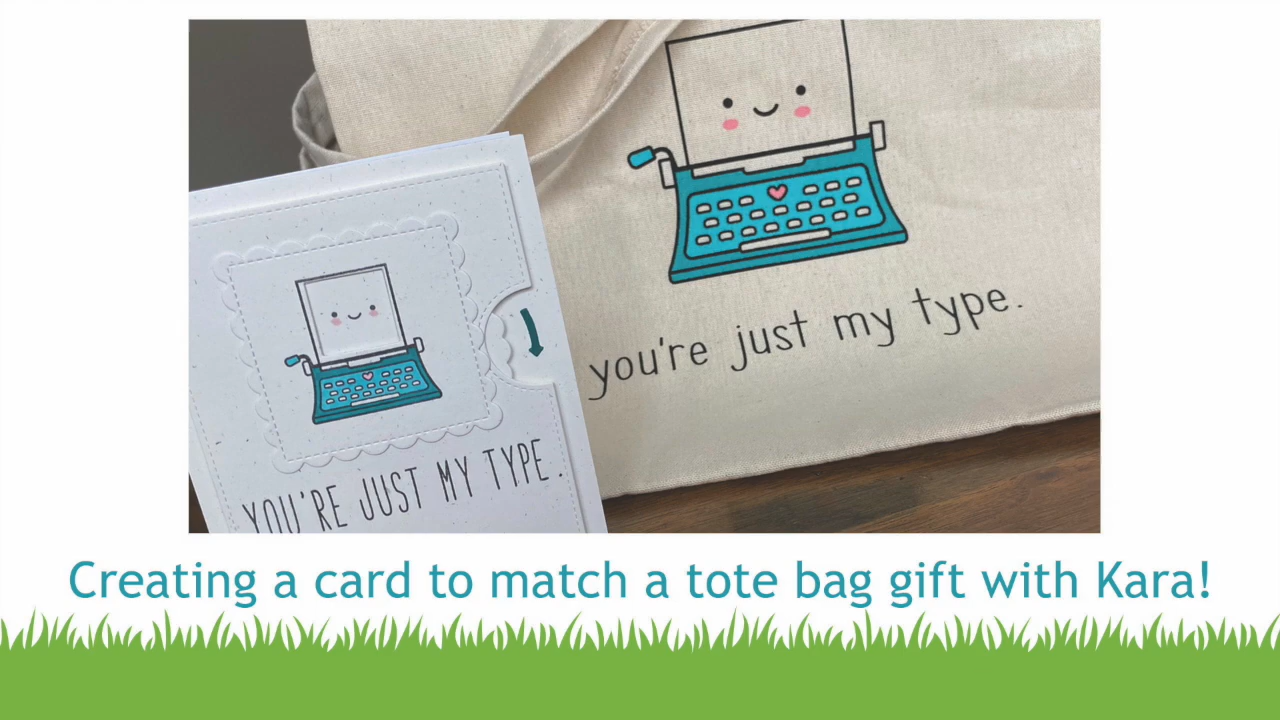 you're just my type.
YOU'RE JUST MY TYPE.
Creating a card to match a tote bag gift with Kara!